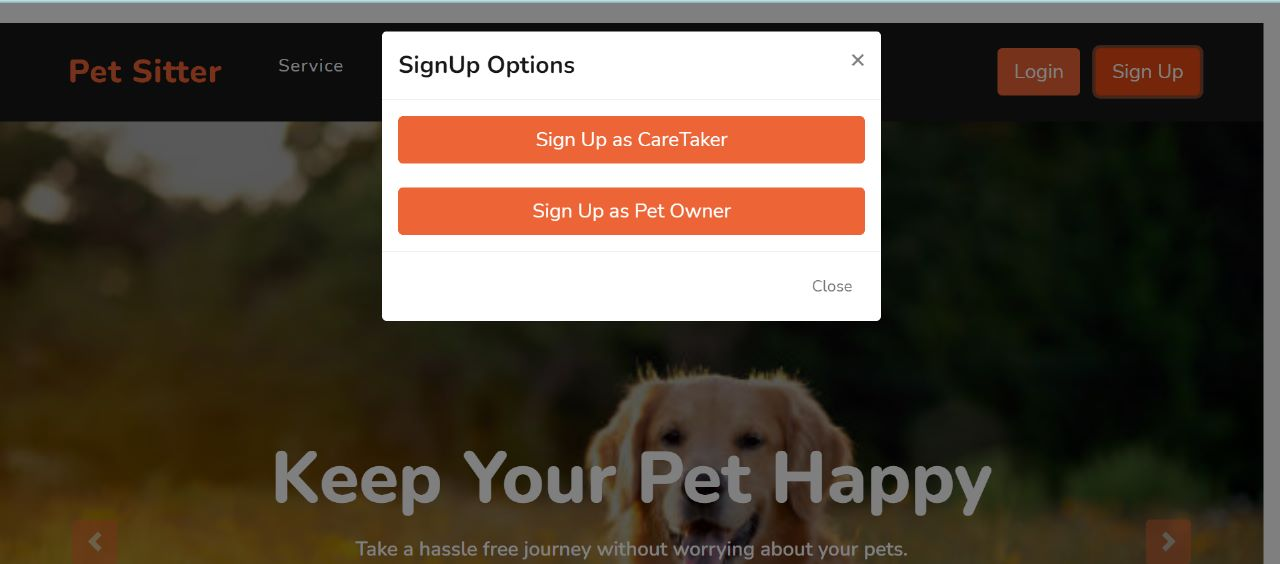 Pet Sitter
Service
Login
Sign Up
SignUp Options
×
Sign Up as CareTaker
Sign Up as Pet Owner
Close
Keep Your Pet Happy
Take a hassle free journey without worrying about your pets.